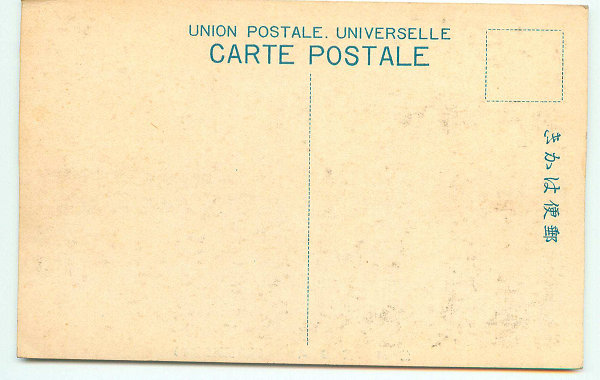 UNION POSTALE. UNIVERSELLE
CARTE POSTALE
郵便はかき